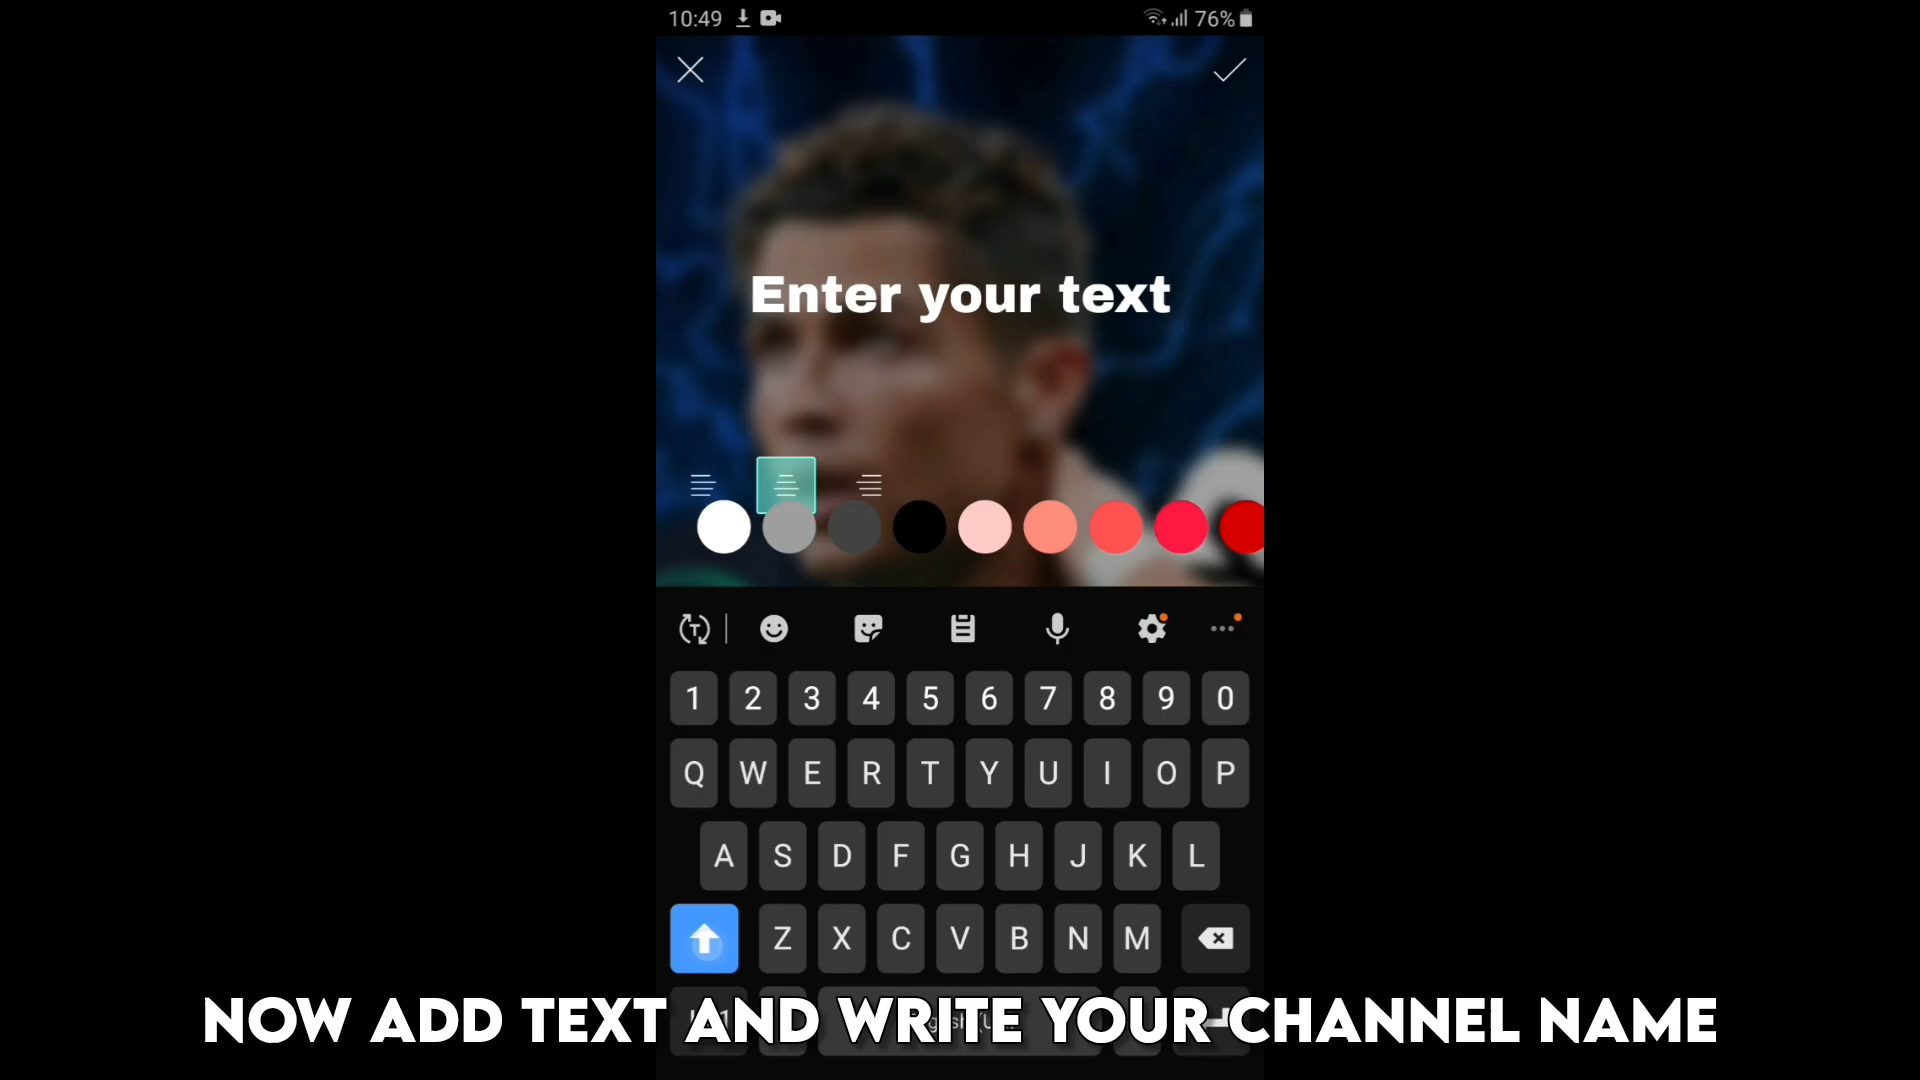 10:49 76%
Enter your text
1 2 3 4 5 6 7 8 9 0
Q W E R T Y U I O P
A S D F G H J K L
Z X C V B N M
NOW ADD TEXT AND WRITE YOUR CHANNEL NAME